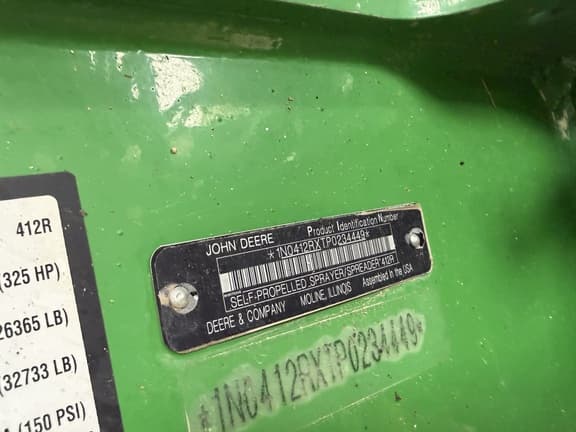 412R
(325 HP)
26365 LB)
(32733 LB)
A (150 PSI)
JOHN DEERE Product Identification Number
*1N0412RXTP0234449*
SELF-PROPELLED SPRAYER/SPREADER 412R
DEERE & COMPANY MOLINE, ILLINOIS Assembled in the USA
*1N0412RXTP0234449*